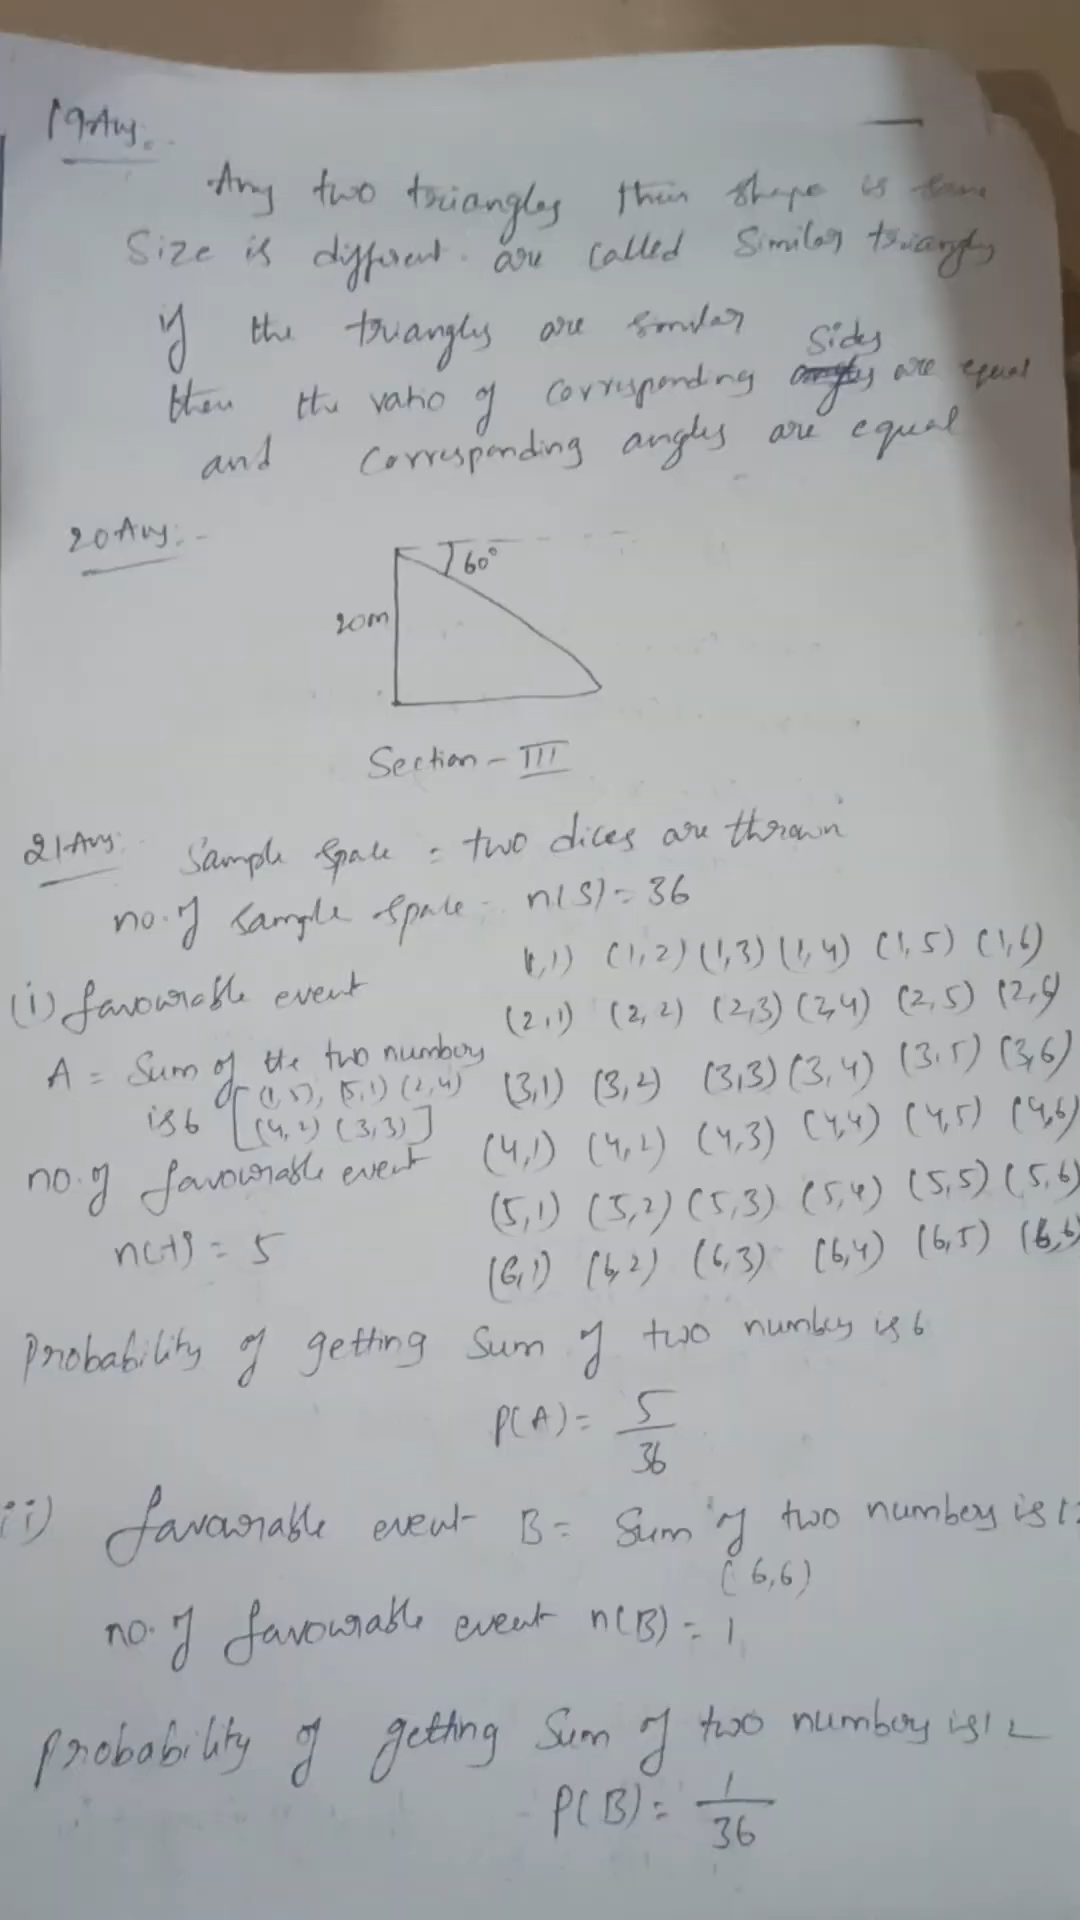 19 Ans:-
Any two triangles their shape is same
Size is different are called Similar triangles
if the triangles are similar
Sides
then the ratio of corresponding are equal
and corresponding angles are equal
20 Ans:-
60°
20m
Section - III
21 Ans:- Sample space = two dices are thrown
no. of sample space - n(S) = 36
(1,1) (1,2) (1,3) (1,4) (1,5) (1,6)
(i) favourable event
(2,1) (2,2) (2,3) (2,4) (2,5) (2,6)
A = Sum of the two numbers
(3,1) (3,2) (3,3) (3,4) (3,5) (3,6)
is 6 [(1,5), (5,1) (2,4)
(4,2) (3,3)]
(4,1) (4,2) (4,3) (4,4) (4,5) (4,6)
no. of favourable event
(5,1) (5,2) (5,3) (5,4) (5,5) (5,6)
n(A) = 5
(6,1) (6,2) (6,3) (6,4) (6,5) (6,6)
Probability of getting Sum of two numbers is 6
P(A) = 5/36
ii) favourable event B = Sum of two numbers is 12
(6,6)
no. of favourable event n(B) = 1
Probability of getting Sum of two numbers is 12
P(B) = 1/36